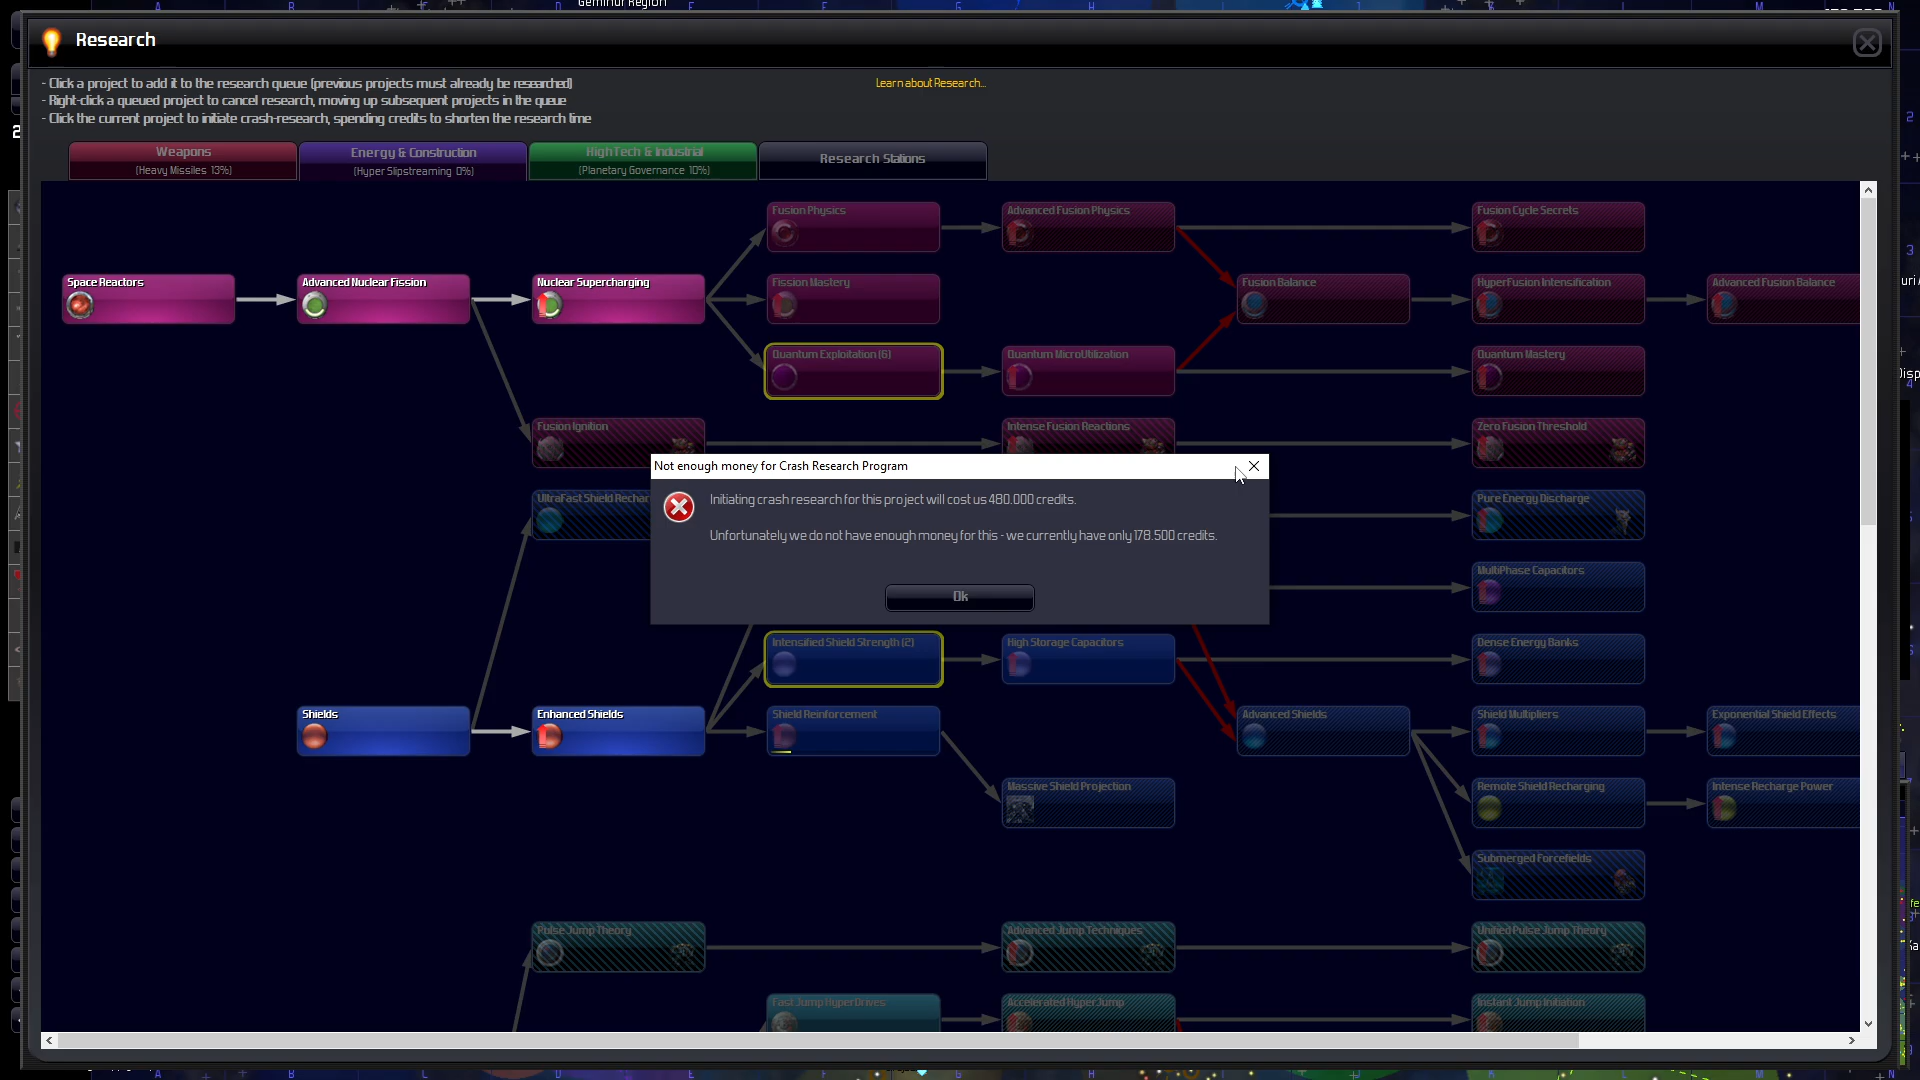 Geminur Region
Research
- Click a project to add it to the research queue (previous projects must already be researched)
- Right-click a queued project to cancel research, moving up subsequent projects in the queue
- Click the current project to initiate crash-research, spending credits to shorten the research time
Learn about Research...
Weapons
(Heavy Missiles 13%)
Energy & Construction
(Hyper Slipstreaming 0%)
HighTech & Industrial
(Planetary Governance 10%)
Research Stations
Fusion Physics
Advanced Fusion Physics
Fusion Cycle Secrets
Space Reactors
Advanced Nuclear Fission
Nuclear Supercharging
Fission Mastery
Fusion Balance
HyperFusion Intensification
Advanced Fusion Balance
Quantum Exploitation (6)
Quantum MicroUtilization
Quantum Mastery
Fusion Ignition
Intense Fusion Reactions
Zero Fusion Threshold
Not enough money for Crash Research Program
Initiating crash research for this project will cost us 480.000 credits.
Unfortunately we do not have enough money for this - we currently have only 178.500 credits.
Ok
UltraFast Shield Rechar
Pure Energy Discharge
MultiPhase Capacitors
Intensified Shield Strength (2)
High Storage Capacitors
Dense Energy Banks
Shields
Enhanced Shields
Shield Reinforcement
Advanced Shields
Shield Multipliers
Exponential Shield Effects
Massive Shield Projection
Remote Shield Recharging
Intense Recharge Power
Submerged Forcefields
Pulse Jump Theory
Advanced Jump Techniques
Unified Pulse Jump Theory
Fast Jump HyperDrives
Accelerated HyperJump
Instant Jump Initiation